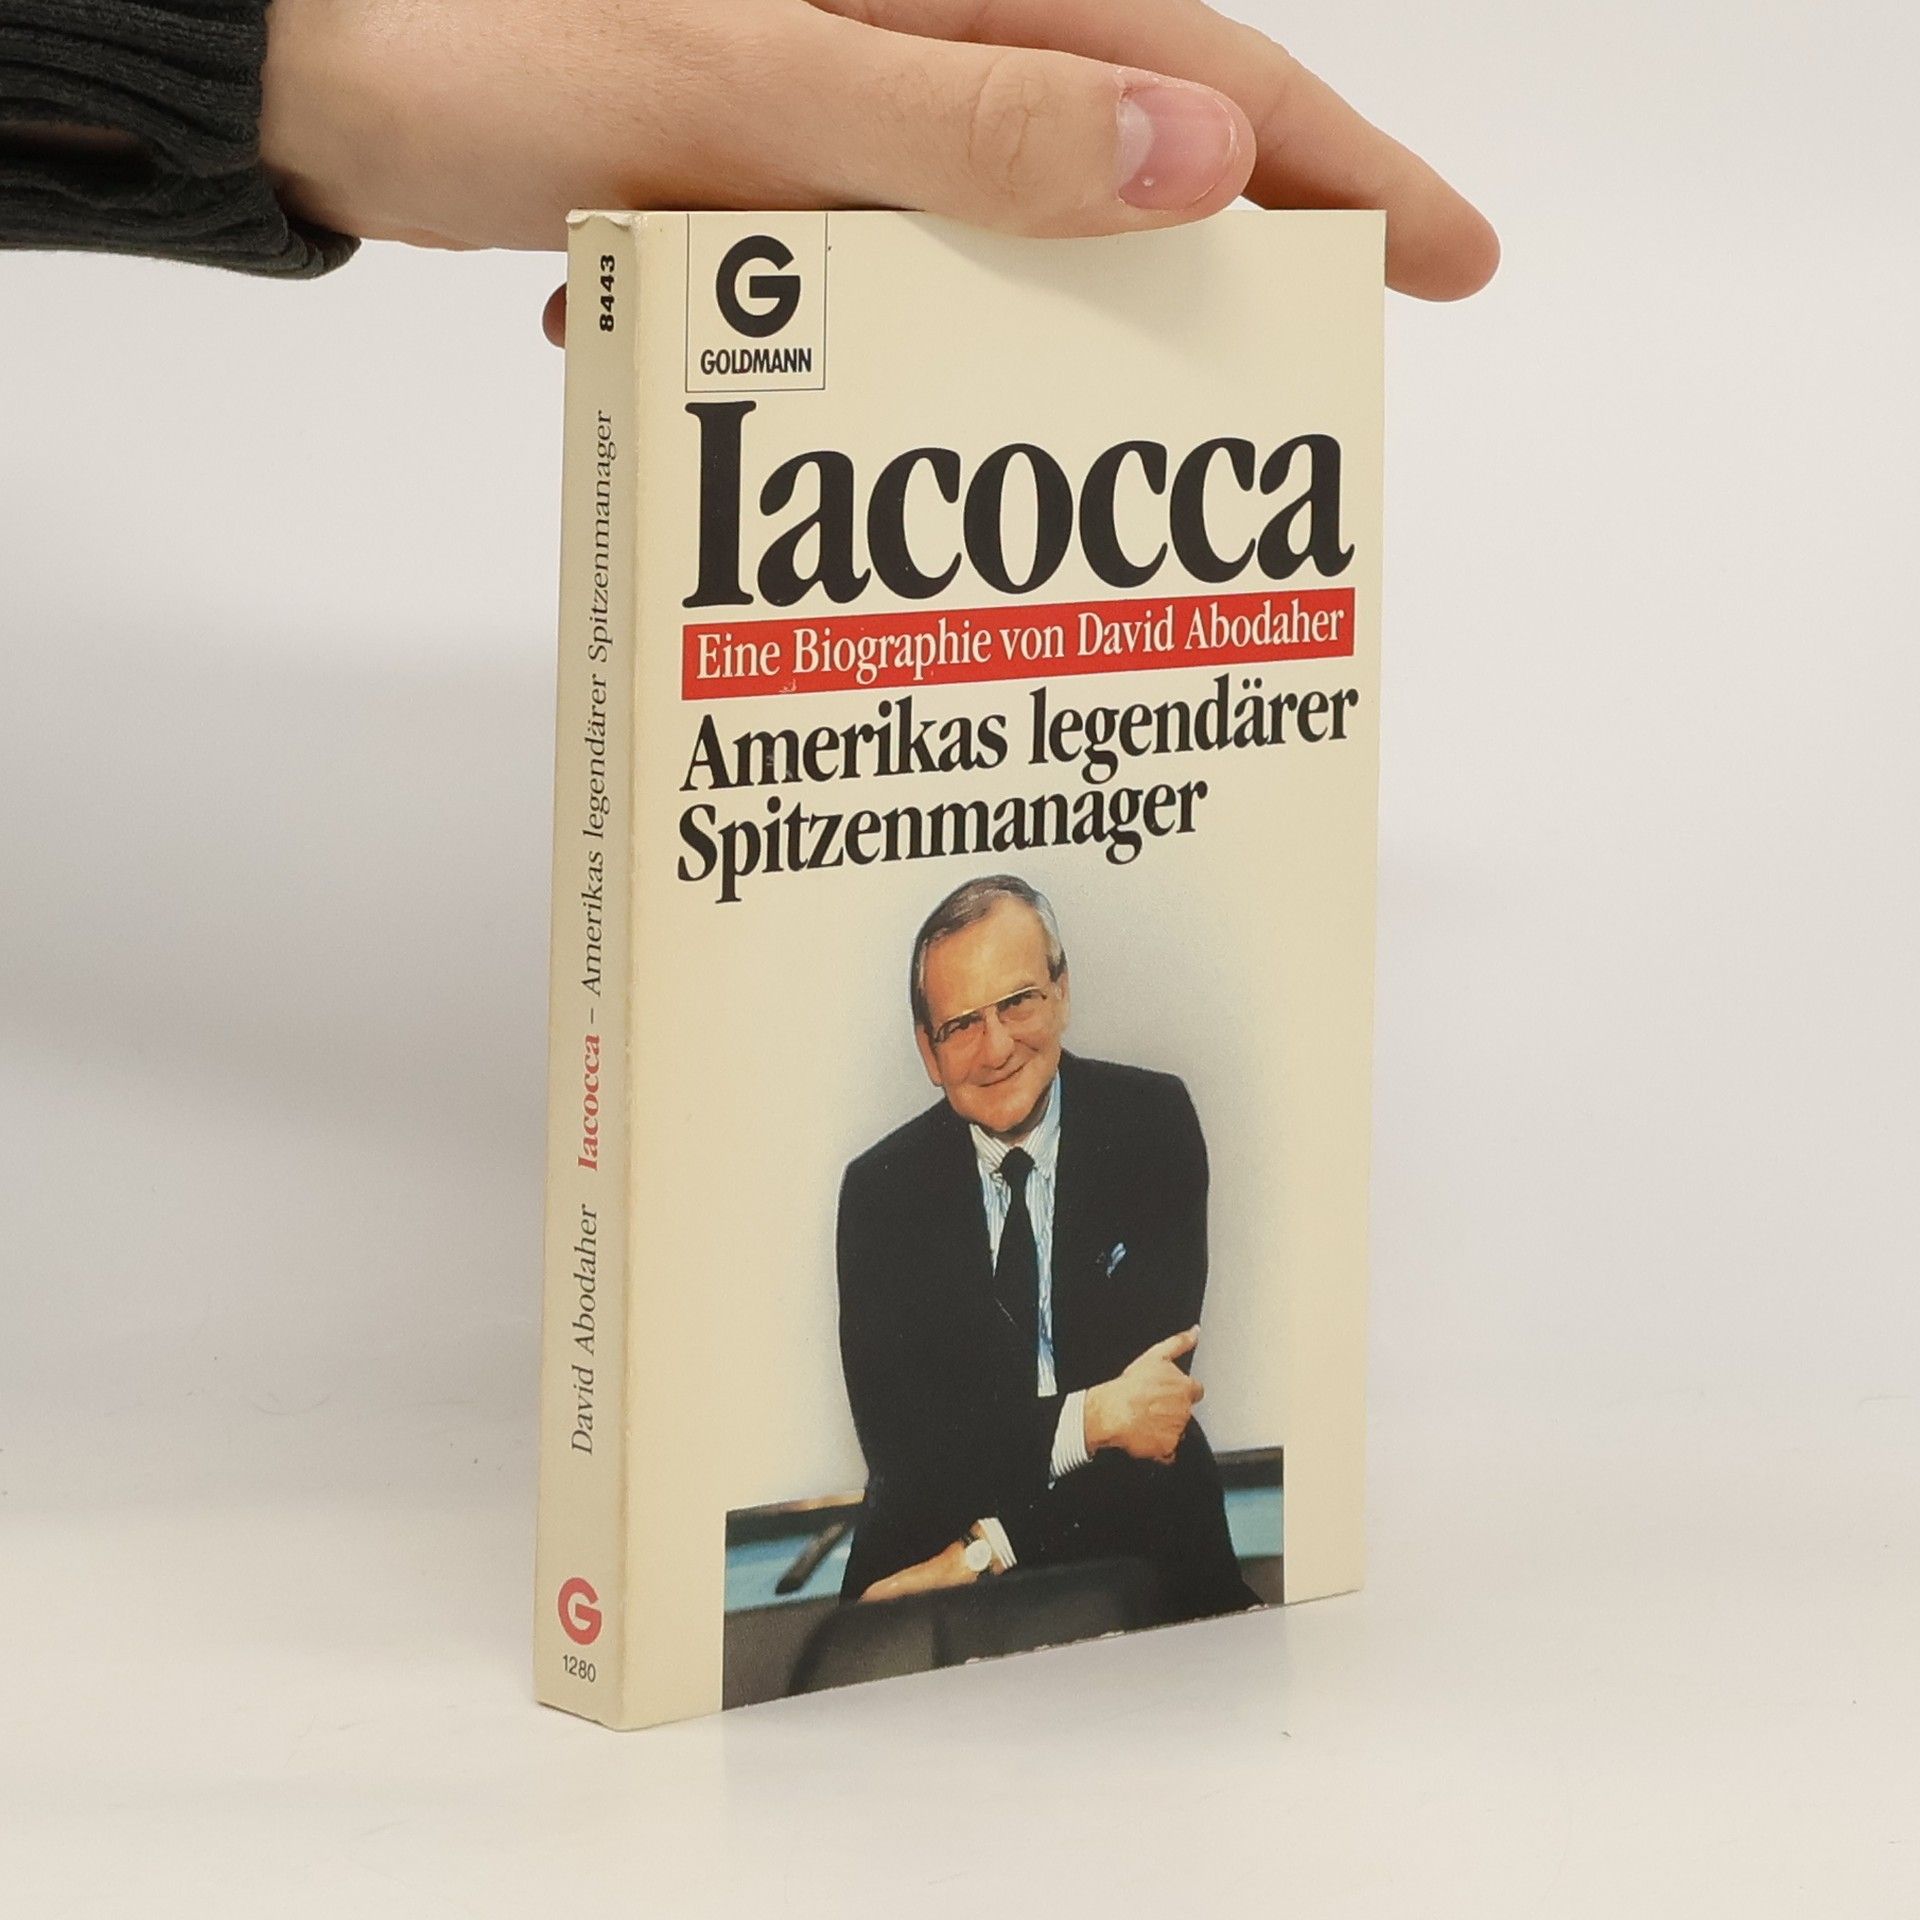 8443
David Abodaher Iacocca – Amerikas legendärer Spitzenmanager
G
1280
G
GOLDMANN
Iacocca
Eine Biographie von David Abodaher
Amerikas legendärer
Spitzenmanager